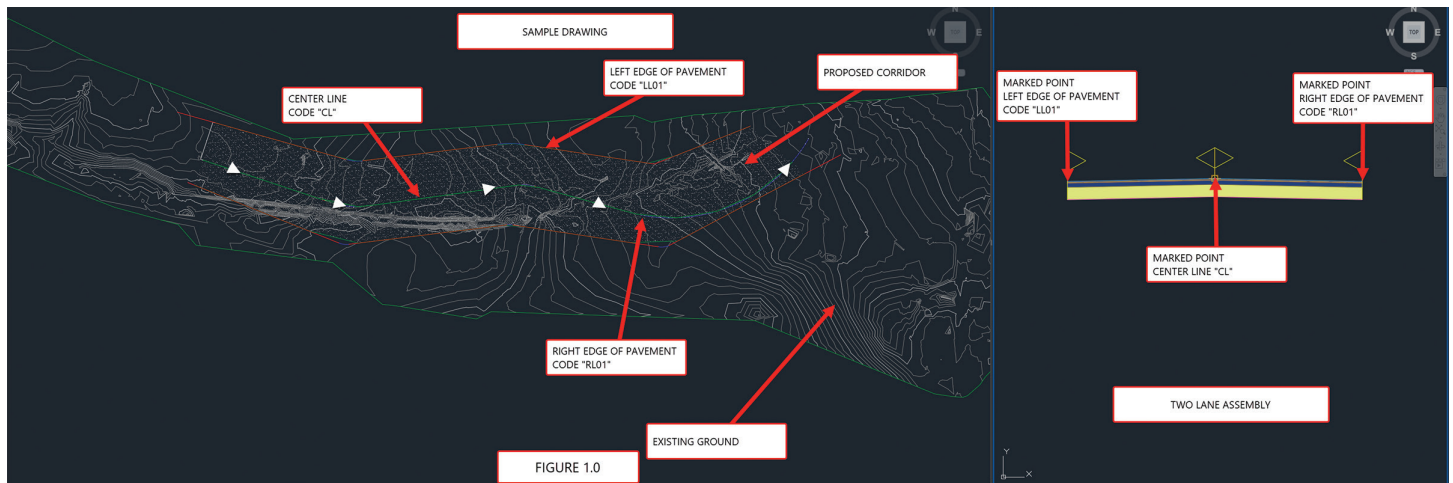 SAMPLE DRAWING
LEFT EDGE OF PAVEMENT
CODE "LL01"
PROPOSED CORRIDOR
CENTER LINE
CODE "CL"
RIGHT EDGE OF PAVEMENT
CODE "RL01"
EXISTING GROUND
FIGURE 1.0
N
W
TOP
E
S
N
W
TOP
E
S
MARKED POINT
LEFT EDGE OF PAVEMENT
CODE "LL01"
MARKED POINT
RIGHT EDGE OF PAVEMENT
CODE "RL01"
MARKED POINT
CENTER LINE "CL"
TWO LANE ASSEMBLY
Y
X